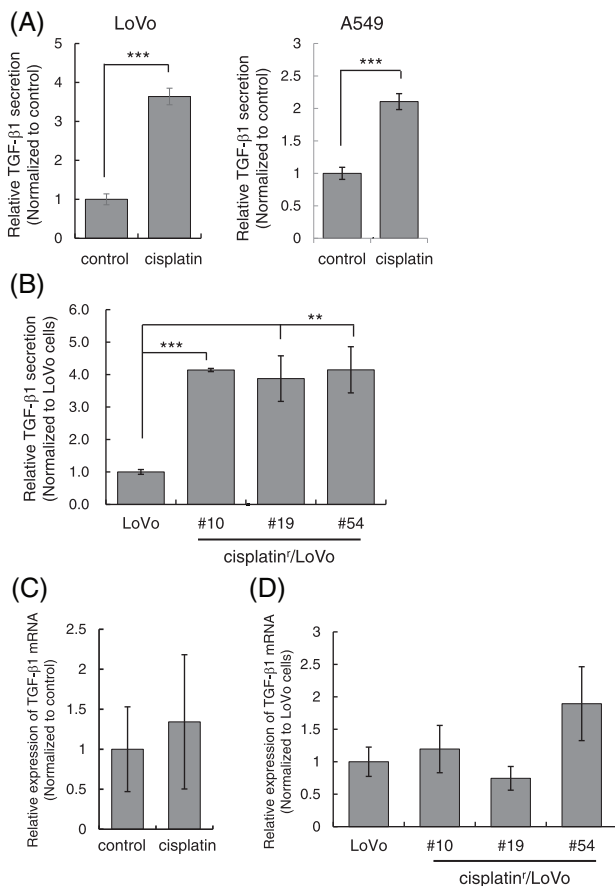 (A)
LoVo
Relative TGF-β1 secretion
(Normalized to control)
5
4
3
2
1
0
***
control
cisplatin
A549
Relative TGF-β1 secretion
(Normalized to control)
3
2.5
2
1.5
1
0.5
0
***
control
cisplatin
(B)
Relative TGF-β1 secretion
(Normalized to LoVo cells)
6.0
5.0
4.0
3.0
2.0
1.0
0.0
***
**
LoVo
#10
#19
#54
cisplatinʳ/LoVo
(C)
Relative expression of TGF-β1 mRNA
(Normalized to control)
2.5
2
1.5
1
0.5
0
control
cisplatin
(D)
Relative expression of TGF-β1 mRNA
(Normalized to LoVo cells)
3
2.5
2
1.5
1
0.5
0
LoVo
#10
#19
#54
cisplatinʳ/LoVo